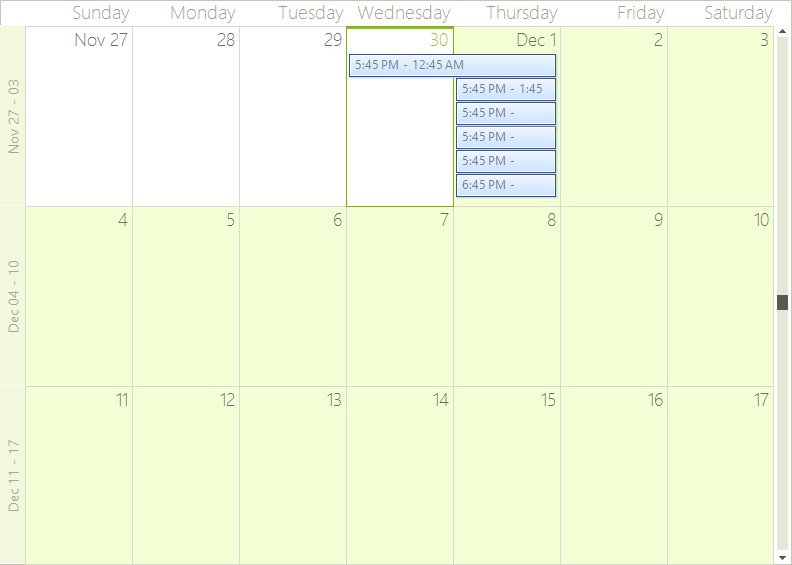 Sunday Monday Tuesday Wednesday Thursday Friday Saturday
Nov 27 - 03
Nov 27 28 29 30 Dec 1 2 3
5:45 PM - 12:45 AM
5:45 PM - 1:45
5:45 PM -
5:45 PM -
5:45 PM -
6:45 PM -
Dec 04 - 10
4 5 6 7 8 9 10
Dec 11 - 17
11 12 13 14 15 16 17